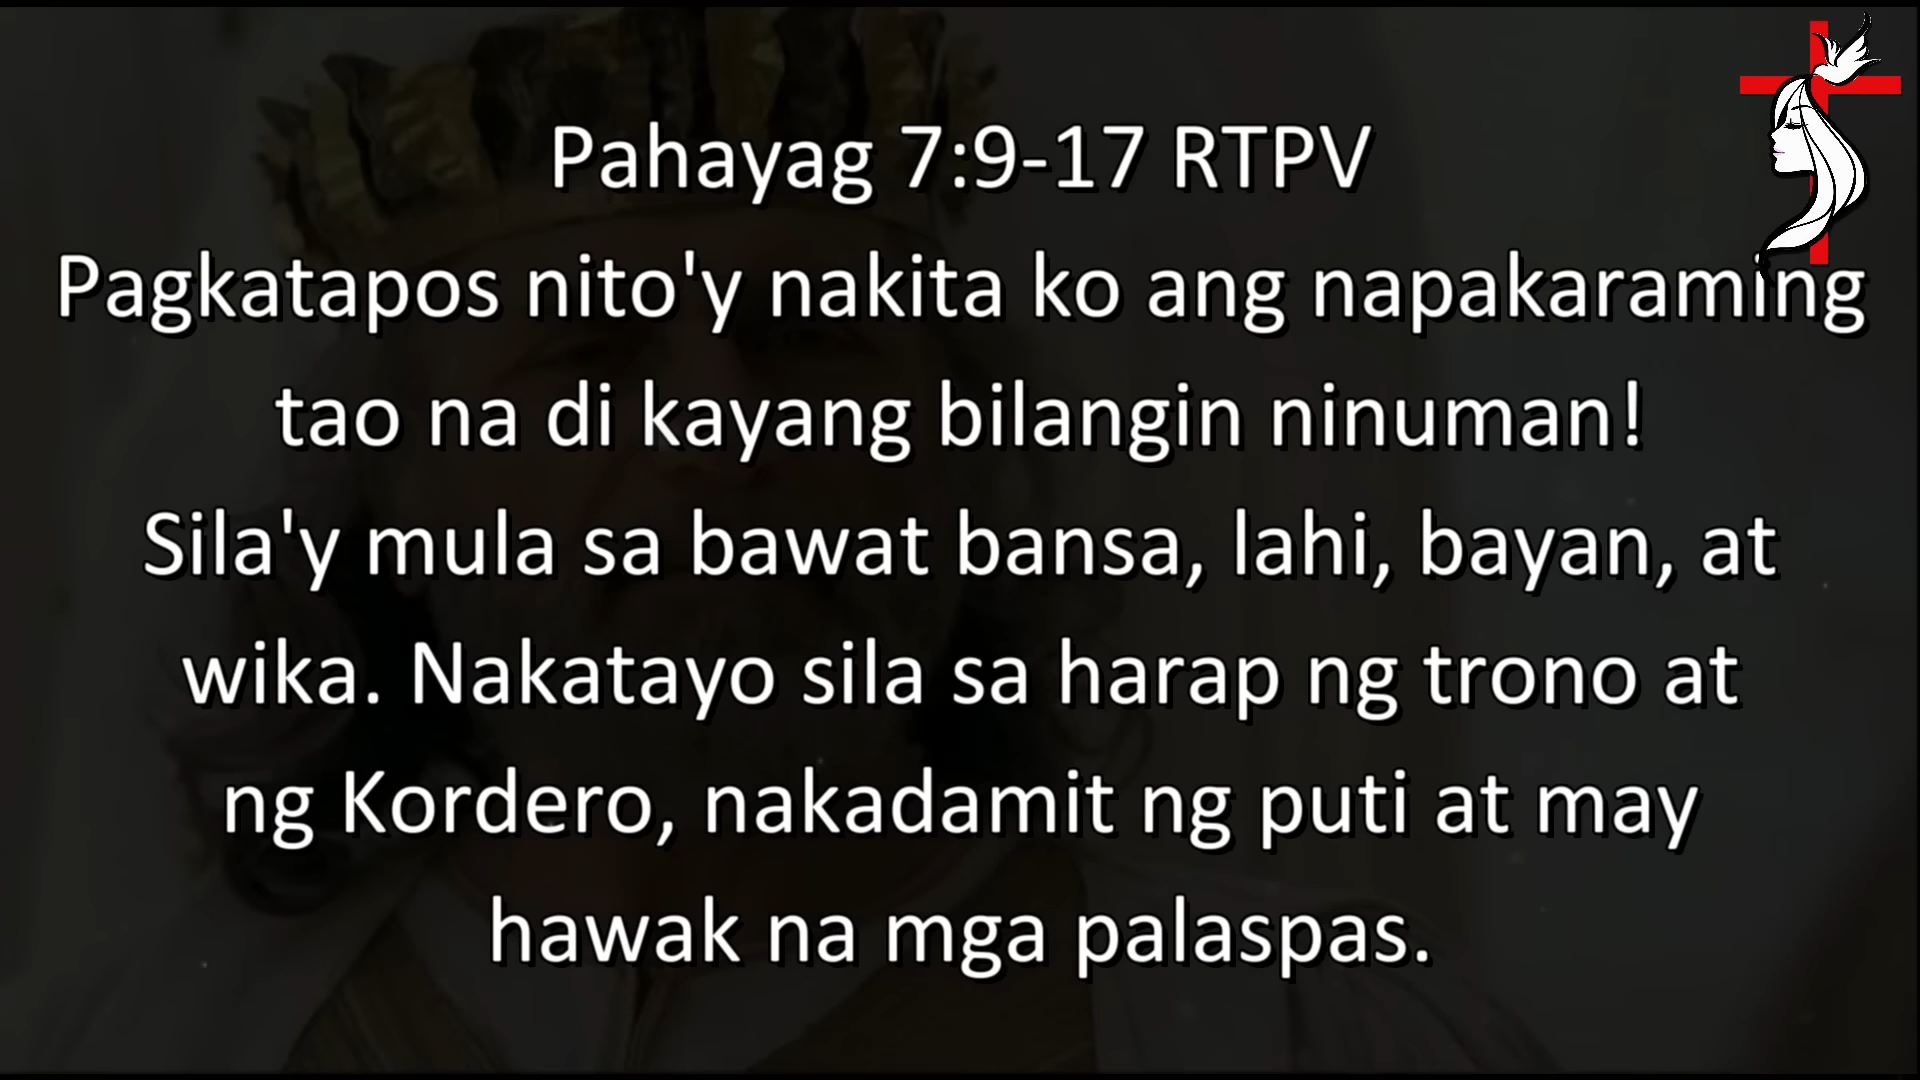 Pahayag 7:9-17 RTPV
Pagkatapos nito'y nakita ko ang napakaraming
tao na di kayang bilangin ninuman!
Sila'y mula sa bawat bansa, lahi, bayan, at
wika. Nakatayo sila sa harap ng trono at
ng Kordero, nakadamit ng puti at may
hawak na mga palaspas.